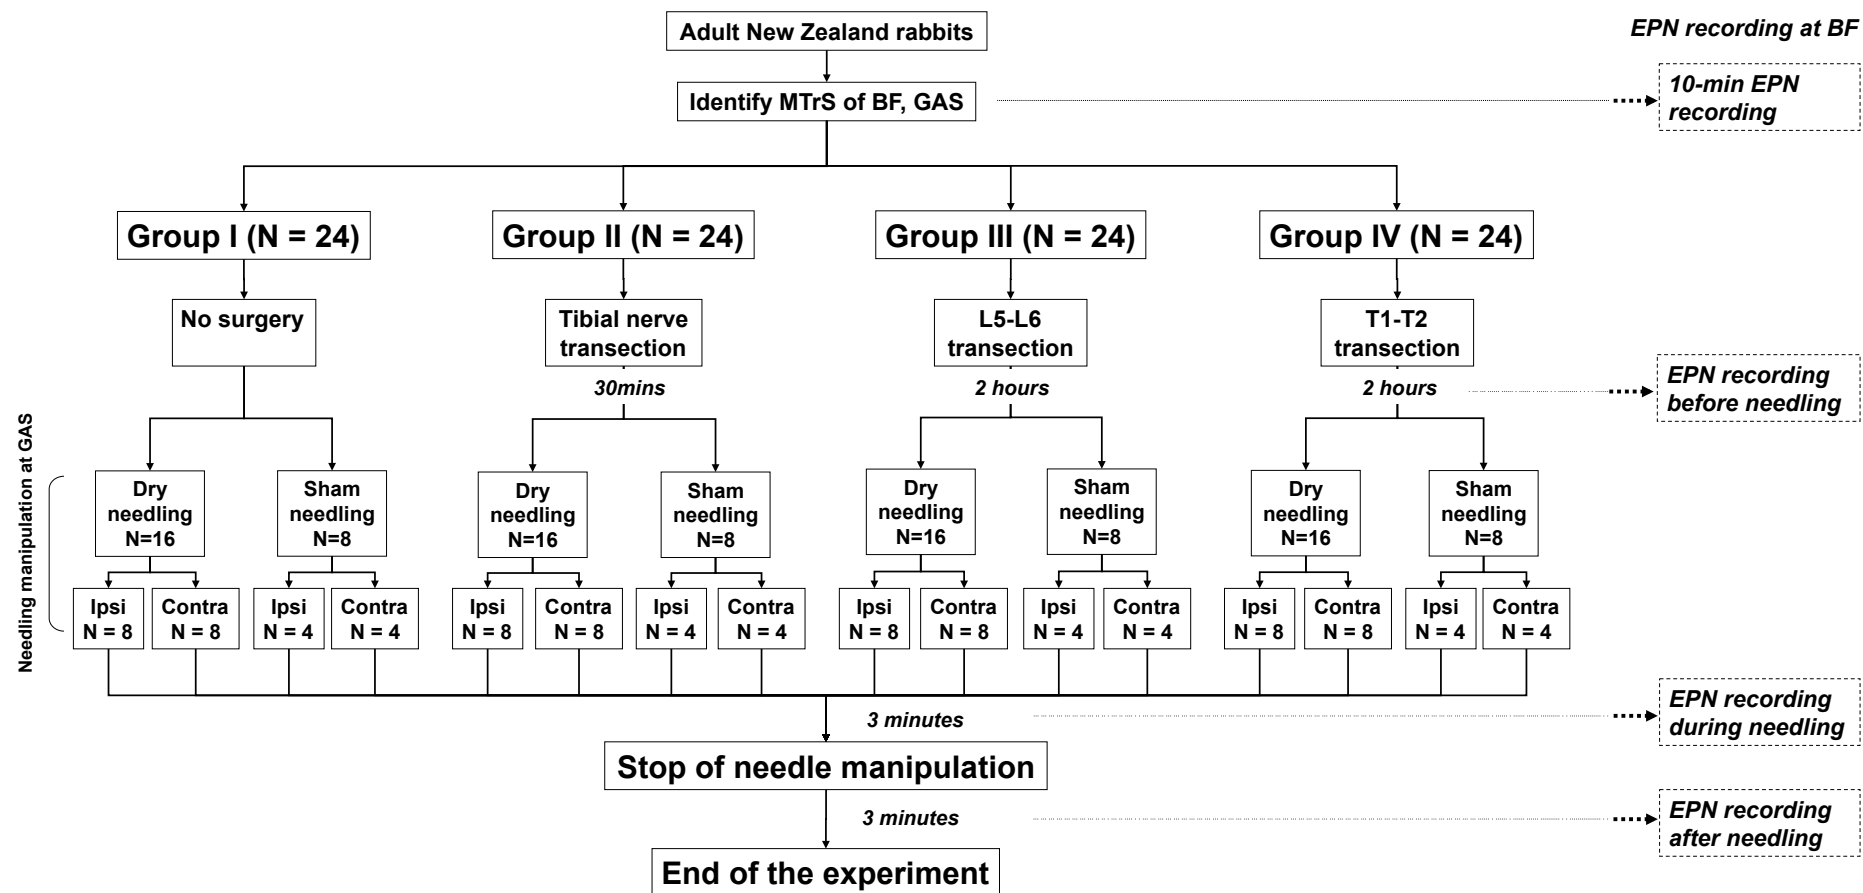 Adult New Zealand rabbits
EPN recording at BF
Identify MTrS of BF, GAS
10-min EPN
recording
Group I (N = 24)
Group II (N = 24)
Group III (N = 24)
Group IV (N = 24)
No surgery
Tibial nerve
transection
L5-L6
transection
T1-T2
transection
30mins
2 hours
2 hours
EPN recording
before needling
Needling manipulation at GAS
Dry
needling
N=16
Sham
needling
N=8
Dry
needling
N=16
Sham
needling
N=8
Dry
needling
N=16
Sham
needling
N=8
Dry
needling
N=16
Sham
needling
N=8
Ipsi
N = 8
Contra
N = 8
Ipsi
N = 4
Contra
N = 4
Ipsi
N = 8
Contra
N = 8
Ipsi
N = 4
Contra
N = 4
Ipsi
N = 8
Contra
N = 8
Ipsi
N = 4
Contra
N = 4
Ipsi
N = 8
Contra
N = 8
Ipsi
N = 4
Contra
N = 4
3 minutes
EPN recording
during needling
Stop of needle manipulation
3 minutes
EPN recording
after needling
End of the experiment